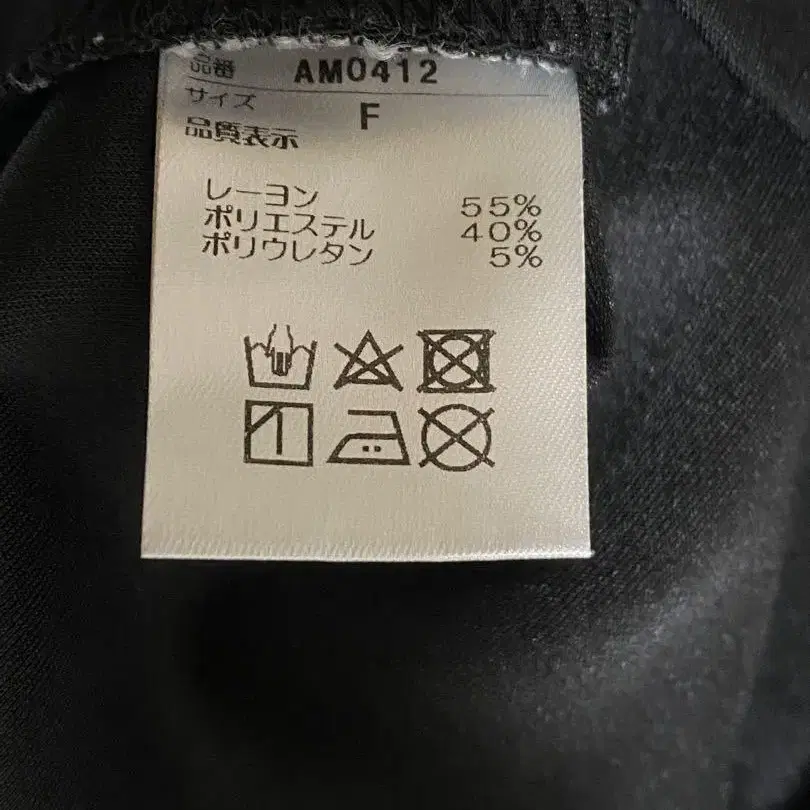 品番 AM0412
サイズ F
品質表示
レーヨン 55%
ポリエステル 40%
ポリウレタン 5%